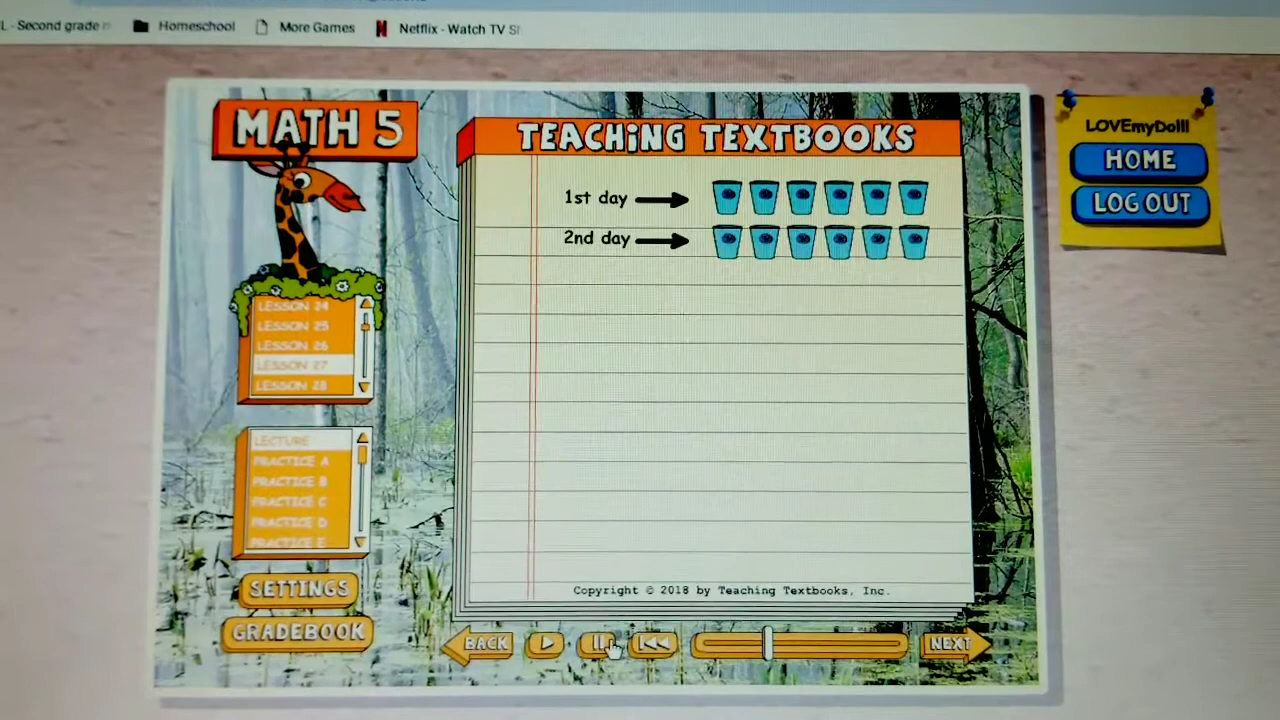 L - Second grade
Homeschool
More Games
Netflix - Watch TV
MATH 5
TEACHiNG TEXTBOOKS
LOVEmyDolll
HOME
LOG OUT
1st day
2nd day
LESSON 24
LESSON 25
LESSON 26
LESSON 27
LESSON 28
LECTURE
PRACTICE A
PRACTICE B
PRACTICE C
PRACTICE D
PRACTICE E
SETTINGS
GRADEBOOK
Copyright © 2018 by Teaching Textbooks, Inc.
BACK
NEXT